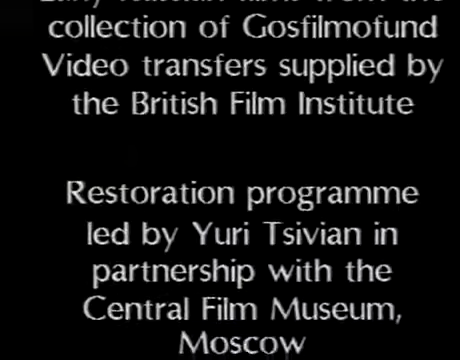 collection of Gosfilmofund
Video transfers supplied by
the British Film Institute
Restoration programme
led by Yuri Tsivian in
partnership with the
Central Film Museum,
Moscow